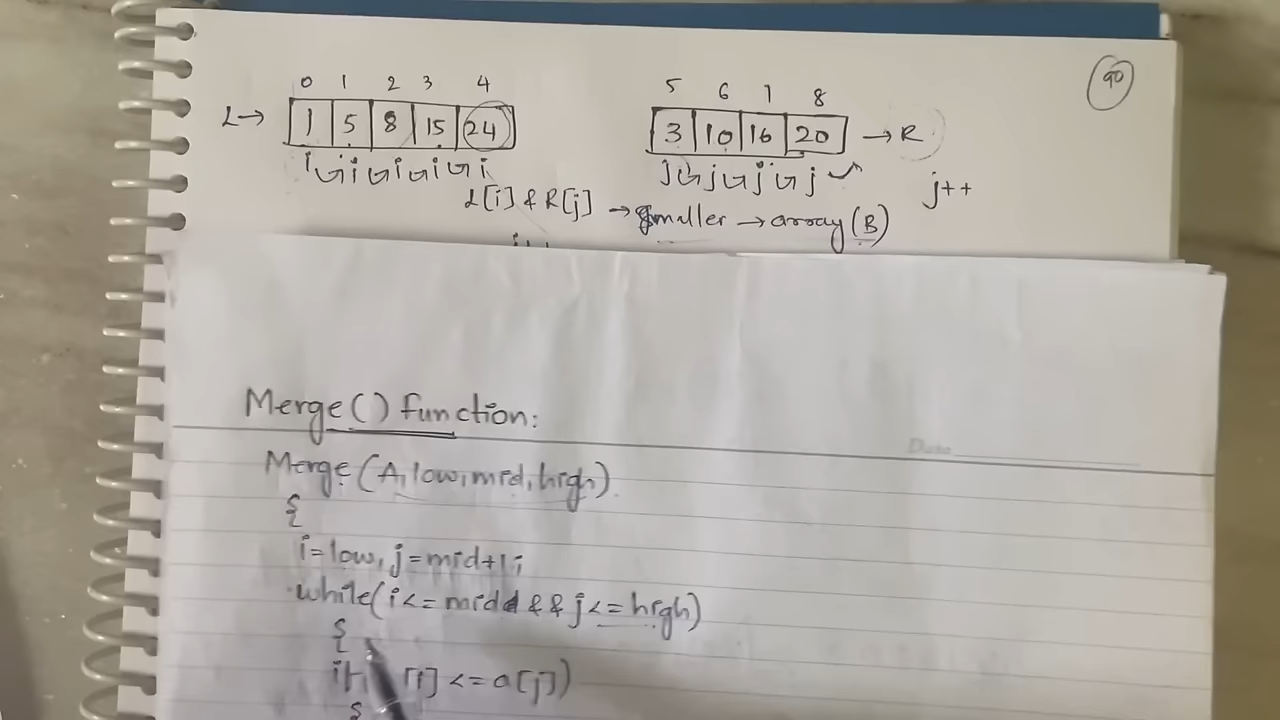 90
0 1 2 3 4
5 6 7 8
L→ 1 5 8 15 24
3 10 16 20 →R
i i i i i
j j j j ✓
j++
L[i] & R[j] → smaller → array(B)
Merge() function:
Date
Merge(A,low,mid,high)
{
i=low, j=mid+1;
while(i<=mid && j<=high)
{
[i] <= a[j])
{